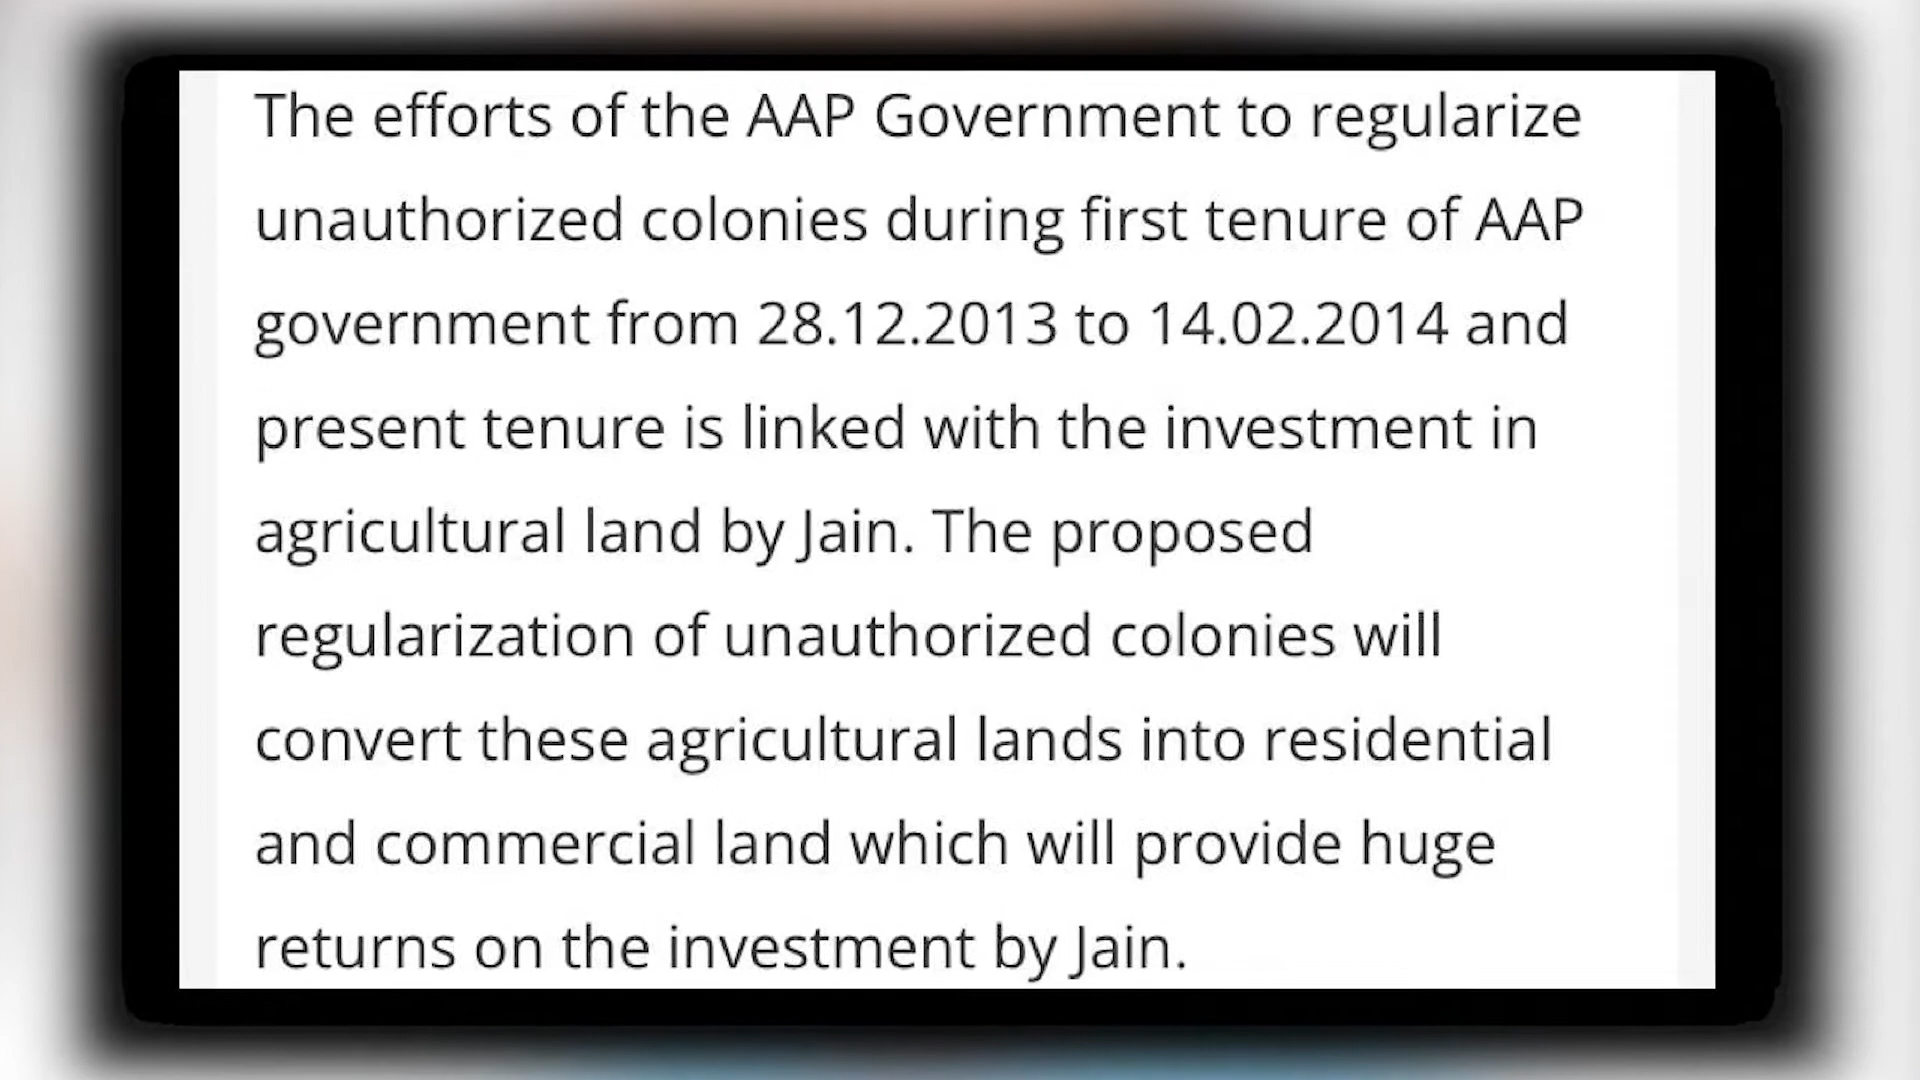 The efforts of the AAP Government to regularize
unauthorized colonies during first tenure of AAP
government from 28.12.2013 to 14.02.2014 and
present tenure is linked with the investment in
agricultural land by Jain. The proposed
regularization of unauthorized colonies will
convert these agricultural lands into residential
and commercial land which will provide huge
returns on the investment by Jain.